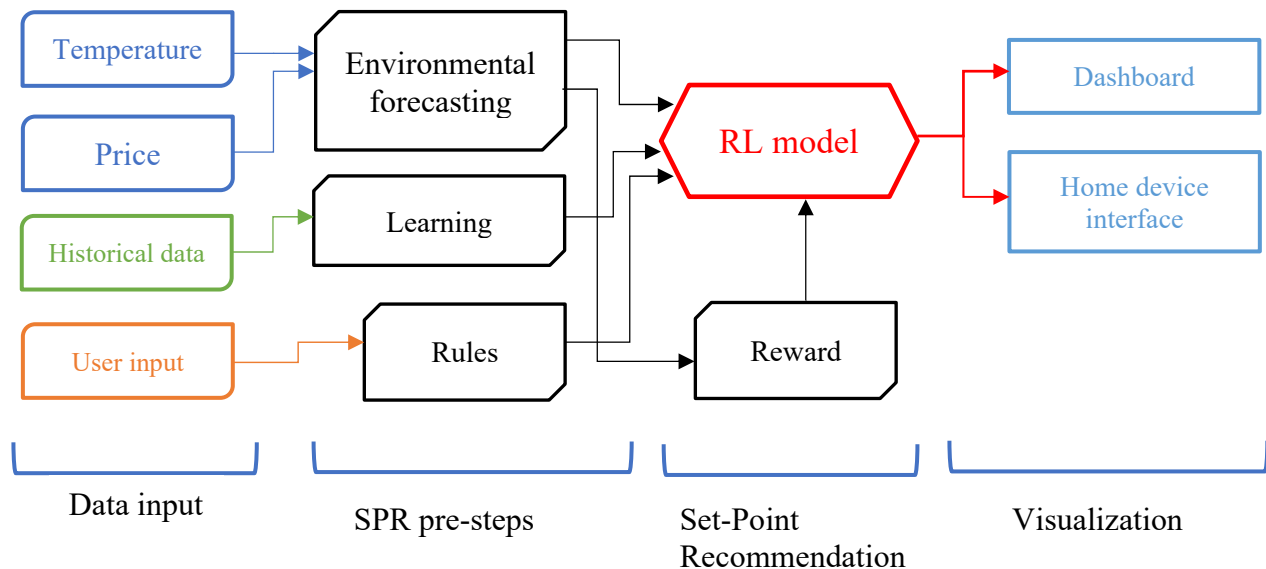 Temperature
Price
Historical data
User input
Environmental
forecasting
Learning
Rules
RL model
Reward
Dashboard
Home device
interface
Data input
SPR pre-steps
Set-Point
Recommendation
Visualization